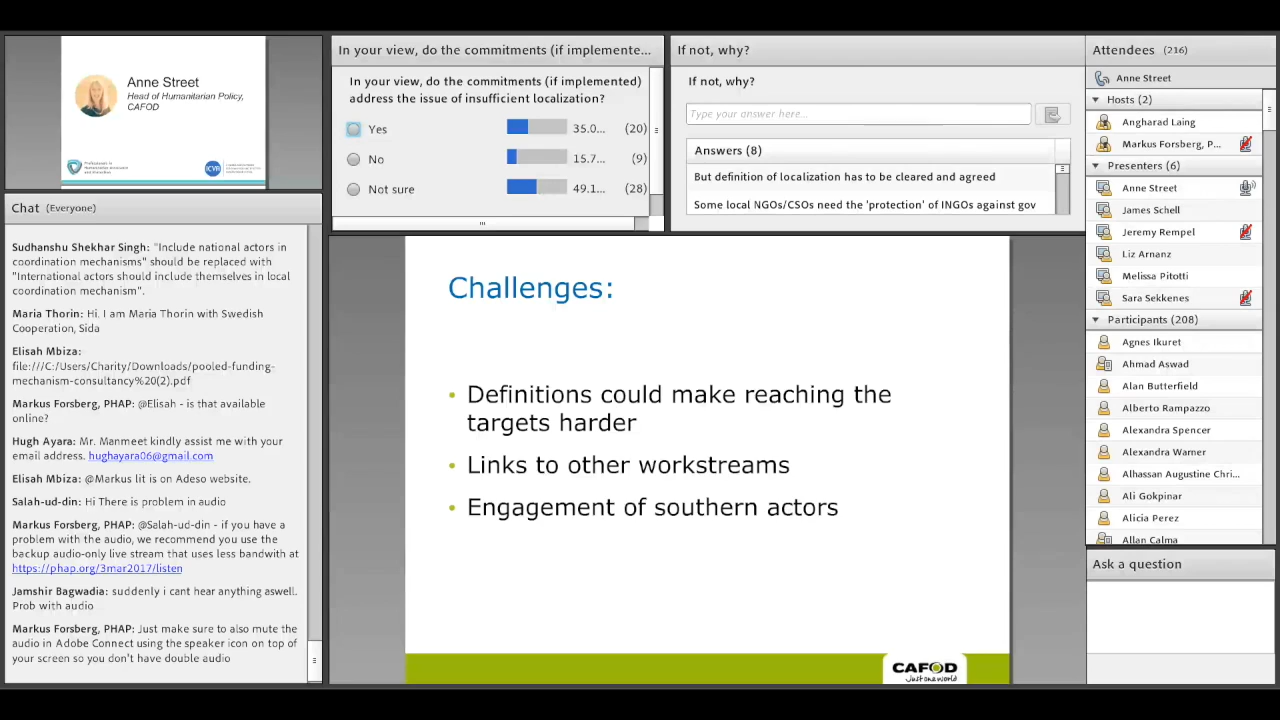 Anne Street
Head of Humanitarian Policy,
CAFOD
ICVA
Chat (Everyone)
Sudhanshu Shekhar Singh: "Include national actors in
coordination mechanisms" should be replaced with
"International actors should include themselves in local
coordination mechanism".
Maria Thorin: Hi. I am Maria Thorin with Swedish
Cooperation, Sida
Elisah Mbiza:
file:///C:/Users/Charity/Downloads/pooled-funding-
mechanism-consultancy%20(2).pdf
Markus Forsberg, PHAP: @Elisah - is that available
online?
Hugh Ayara: Mr. Manmeet kindly assist me with your
email address. hughayara06@gmail.com
Elisah Mbiza: @Markus lit is on Adeso website.
Salah-ud-din: Hi There is problem in audio
Markus Forsberg, PHAP: @Salah-ud-din - if you have a
problem with the audio, we recommend you use the
backup audio-only live stream that uses less bandwith at
https://phap.org/3mar2017/listen
Jamshir Bagwadia: suddenly i cant hear anything aswell.
Prob with audio
Markus Forsberg, PHAP: Just make sure to also mute the
audio in Adobe Connect using the speaker icon on top of
your screen so you don't have double audio
In your view, do the commitments (if implemente...
In your view, do the commitments (if implemented)
address the issue of insufficient localization?
Yes 35.0... (20)
No 15.7... (9)
Not sure 49.1... (28)
If not, why?
If not, why?
Type your answer here...
Answers (8)
But definition of localization has to be cleared and agreed
Some local NGOs/CSOs need the 'protection' of INGOs against gov
Challenges:
• Definitions could make reaching the
targets harder
• Links to other workstreams
• Engagement of southern actors
CAFOD
Just one world
Attendees (216)
Anne Street
Hosts (2)
Angharad Laing
Markus Forsberg, P...
Presenters (6)
Anne Street
James Schell
Jeremy Rempel
Liz Arnanz
Melissa Pitotti
Sara Sekkenes
Participants (208)
Agnes Ikuret
Ahmad Aswad
Alan Butterfield
Alberto Rampazzo
Alexandra Spencer
Alexandra Warner
Alhassan Augustine Chri...
Ali Gokpinar
Alicia Perez
Allan Calma
Ask a question